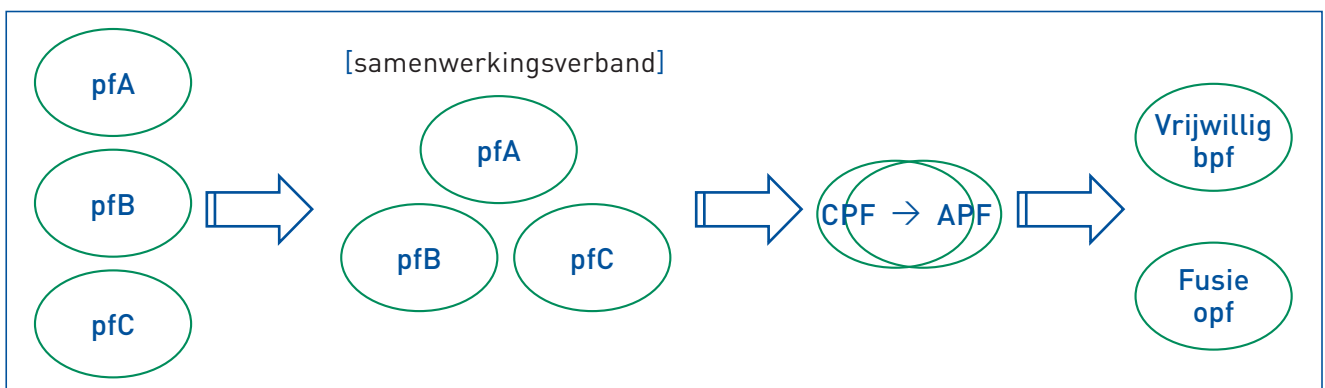 pfA
pfB
pfC
[samenwerkingsverband]
pfA
pfB
pfC
CPF → APF
Vrijwillig
bpf
Fusie
opf